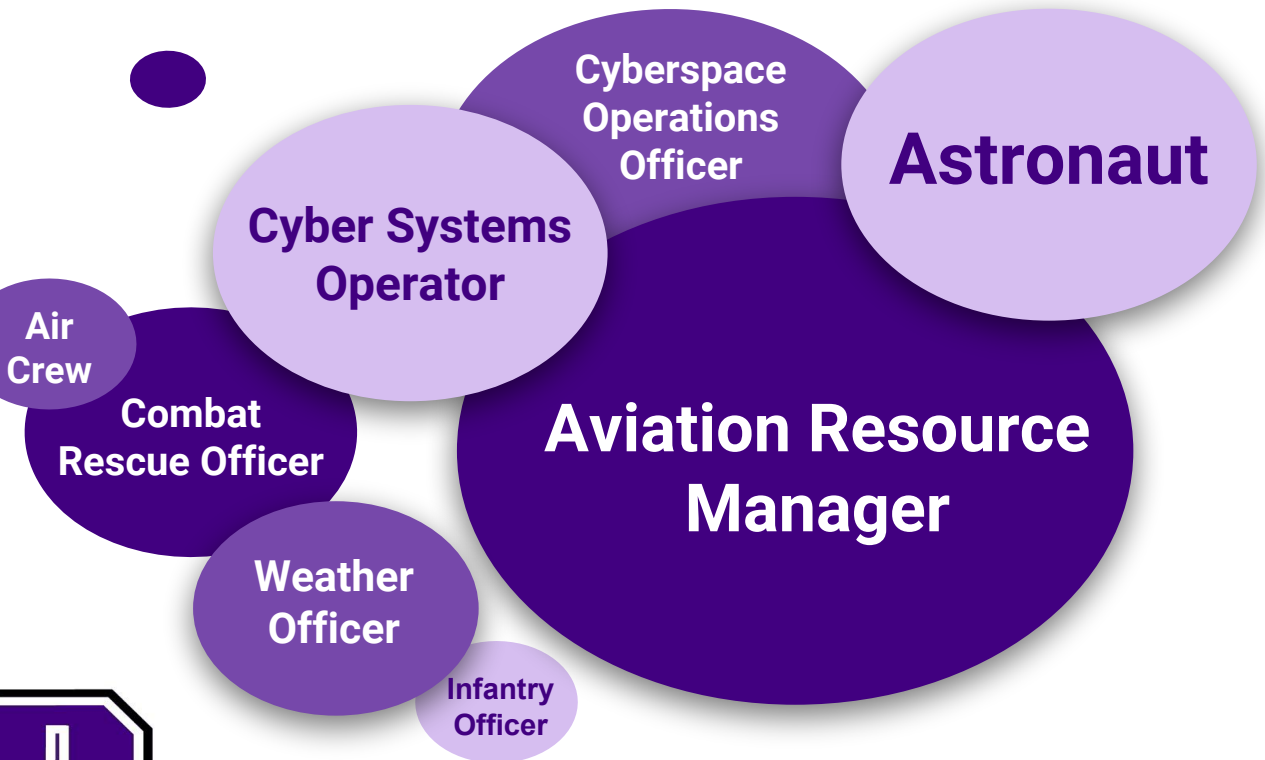 Cyberspace
Operations
Officer
Astronaut
Cyber Systems
Operator
Air
Crew
Combat
Rescue Officer
Aviation Resource
Manager
Weather
Officer
Infantry
Officer